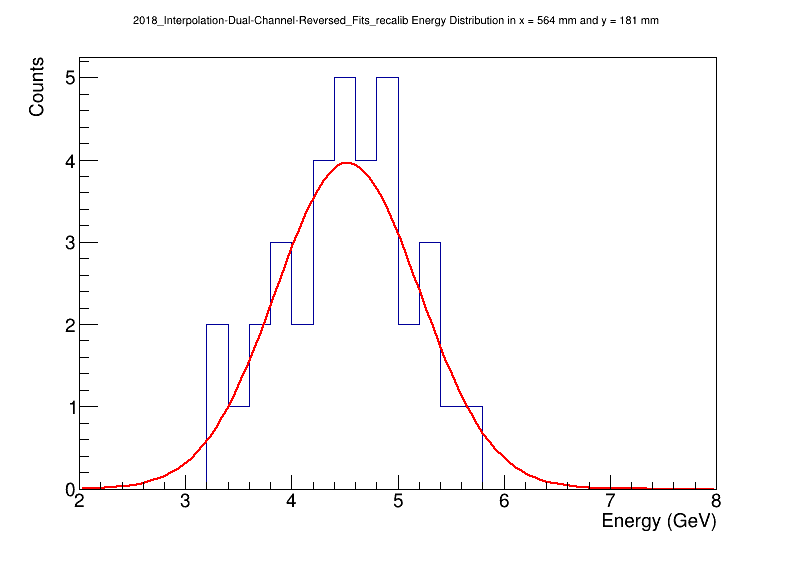 2018_Interpolation-Dual-Channel-Reversed_Fits_recalib Energy Distribution in x = 564 mm and y = 181 mm
Counts
5
4
3
2
1
0
2 3 4 5 6 7 8
Energy (GeV)